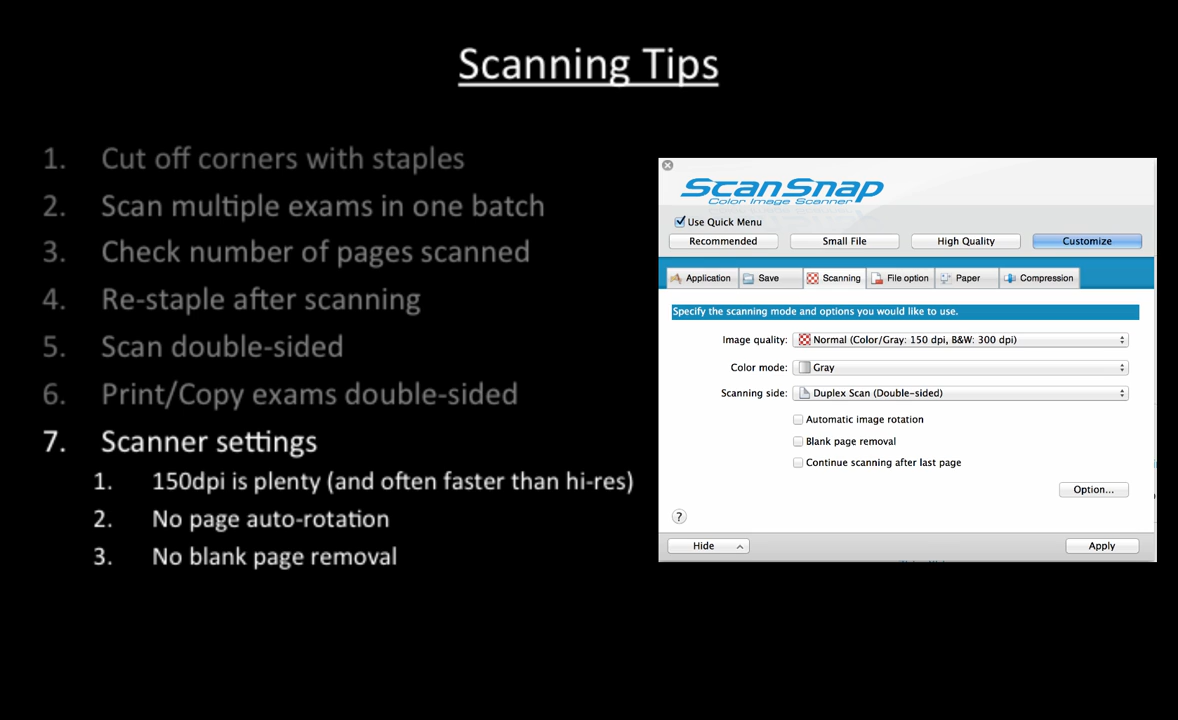 Scanning Tips
1. Cut off corners with staples
2. Scan multiple exams in one batch
3. Check number of pages scanned
4. Re-staple after scanning
5. Scan double-sided
6. Print/Copy exams double-sided
7. Scanner settings
1. 150dpi is plenty (and often faster than hi-res)
2. No page auto-rotation
3. No blank page removal
ScanSnap
Color Image Scanner
Use Quick Menu
Recommended Small File High Quality Customize
Application Save Scanning File option Paper Compression
Specify the scanning mode and options you would like to use.
Image quality: Normal (Color/Gray: 150 dpi, B&W: 300 dpi)
Color mode: Gray
Scanning side: Duplex Scan (Double-sided)
Automatic image rotation
Blank page removal
Continue scanning after last page
Option...
?
Hide Apply